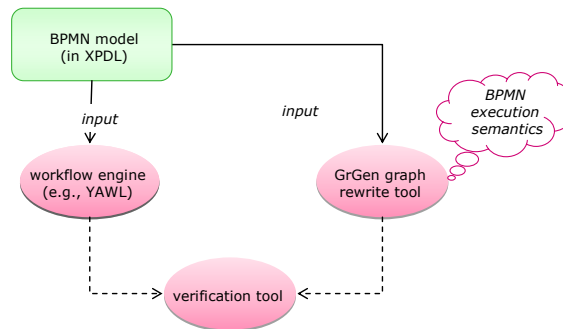 BPMN model
(in XPDL)
input
input
BPMN
execution
semantics
workflow engine
(e.g., YAWL)
GrGen graph
rewrite tool
verification tool